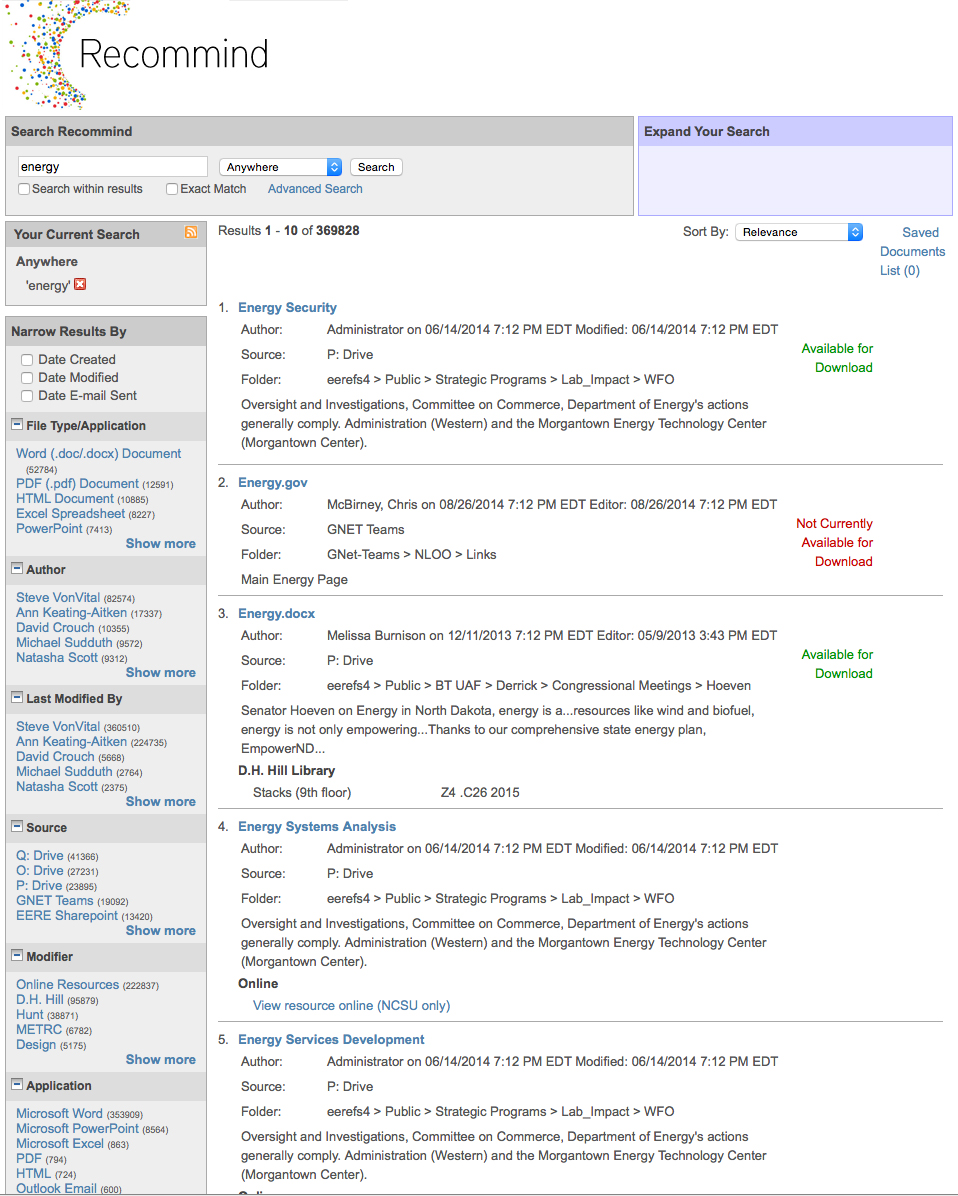 Recommind
Search Recommind
energy
Anywhere
Search
Search within results
Exact Match
Advanced Search
Expand Your Search
Your Current Search
Anywhere
'energy'
Narrow Results By
Date Created
Date Modified
Date E-mail Sent
File Type/Application
Word (.doc/.docx) Document
(52784)
PDF (.pdf) Document (12591)
HTML Document (10885)
Excel Spreadsheet (8227)
PowerPoint (7413)
Show more
Author
Steve VonVital (82574)
Ann Keating-Aitken (17337)
David Crouch (10355)
Michael Sudduth (9572)
Natasha Scott (9312)
Show more
Last Modified By
Steve VonVital (360510)
Ann Keating-Aitken (224735)
David Crouch (5668)
Michael Sudduth (2764)
Natasha Scott (2375)
Show more
Source
Q: Drive (41366)
O: Drive (27231)
P: Drive (23895)
GNET Teams (19092)
EERE Sharepoint (13420)
Show more
Modifier
Online Resources (222837)
D.H. Hill (95879)
Hunt (38871)
METRC (6782)
Design (5175)
Show more
Application
Microsoft Word (353909)
Microsoft PowerPoint (8564)
Microsoft Excel (863)
PDF (794)
HTML (724)
Outlook Email (600)
Results 1 - 10 of 369828
Sort By: Relevance
Saved
Documents
List (0)
1. Energy Security
Author: Administrator on 06/14/2014 7:12 PM EDT Modified: 06/14/2014 7:12 PM EDT
Source: P: Drive
Folder: eerefs4 > Public > Strategic Programs > Lab_Impact > WFO
Available for
Download
Oversight and Investigations, Committee on Commerce, Department of Energy's actions
generally comply. Administration (Western) and the Morgantown Energy Technology Center
(Morgantown Center).
2. Energy.gov
Author: McBirney, Chris on 08/26/2014 7:12 PM EDT Editor: 08/26/2014 7:12 PM EDT
Source: GNET Teams
Folder: GNet-Teams > NLOO > Links
Not Currently
Available for
Download
Main Energy Page
3. Energy.docx
Author: Melissa Burnison on 12/11/2013 7:12 PM EDT Editor: 05/9/2013 3:43 PM EDT
Source: P: Drive
Folder: eerefs4 > Public > BT UAF > Derrick > Congressional Meetings > Hoeven
Available for
Download
Senator Hoeven on Energy in North Dakota, energy is a...resources like wind and biofuel,
energy is not only empowering...Thanks to our comprehensive state energy plan,
EmpowerND...
D.H. Hill Library
Stacks (9th floor) Z4 .C26 2015
4. Energy Systems Analysis
Author: Administrator on 06/14/2014 7:12 PM EDT Modified: 06/14/2014 7:12 PM EDT
Source: P: Drive
Folder: eerefs4 > Public > Strategic Programs > Lab_Impact > WFO
Oversight and Investigations, Committee on Commerce, Department of Energy's actions
generally comply. Administration (Western) and the Morgantown Energy Technology Center
(Morgantown Center).
Online
View resource online (NCSU only)
5. Energy Services Development
Author: Administrator on 06/14/2014 7:12 PM EDT Modified: 06/14/2014 7:12 PM EDT
Source: P: Drive
Folder: eerefs4 > Public > Strategic Programs > Lab_Impact > WFO
Oversight and Investigations, Committee on Commerce, Department of Energy's actions
generally comply. Administration (Western) and the Morgantown Energy Technology Center
(Morgantown Center).